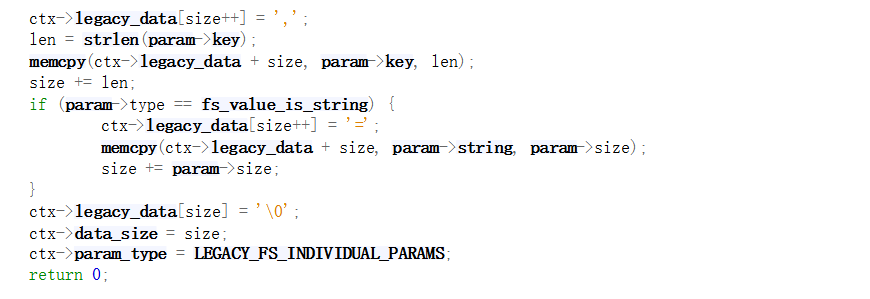 ctx->legacy_data[size++] = ',';
len = strlen(param->key);
memcpy(ctx->legacy_data + size, param->key, len);
size += len;
if (param->type == fs_value_is_string) {
        ctx->legacy_data[size++] = '=';
        memcpy(ctx->legacy_data + size, param->string, param->size);
        size += param->size;
}
ctx->legacy_data[size] = '\0';
ctx->data_size = size;
ctx->param_type = LEGACY_FS_INDIVIDUAL_PARAMS;
return 0;